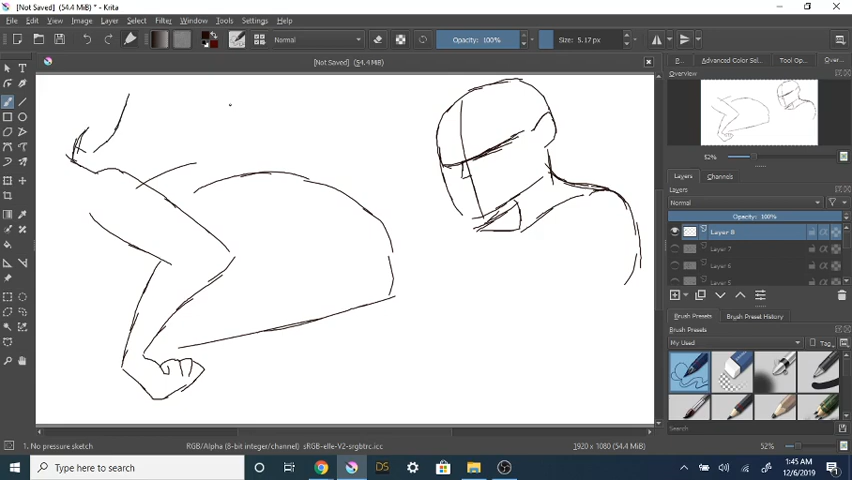 [Not Saved] (54.4 MiB) * - Krita
File Edit View Image Layer Select Filter Tools Settings Help
Normal Opacity: 100% Size: 5.17 px
[Not Saved] (54.4 MiB)
P... Advanced Color Sel... Tool Op... Over...
Overview
52%
Layers Channels
Layers
Normal
Opacity: 100%
Layer 8
Layer 7
Layer 6
Layer 5
Brush Presets Brush Preset History
Brush Presets
My Used Tag
Search
1. No pressure sketch RGB/Alpha (8-bit integer/channel) sRGB-elle-V2-srgbtrc.icc 1920 x 1080 (54.4 MiB) 52%
Type here to search DS 1:45 AM
12/6/2019 1